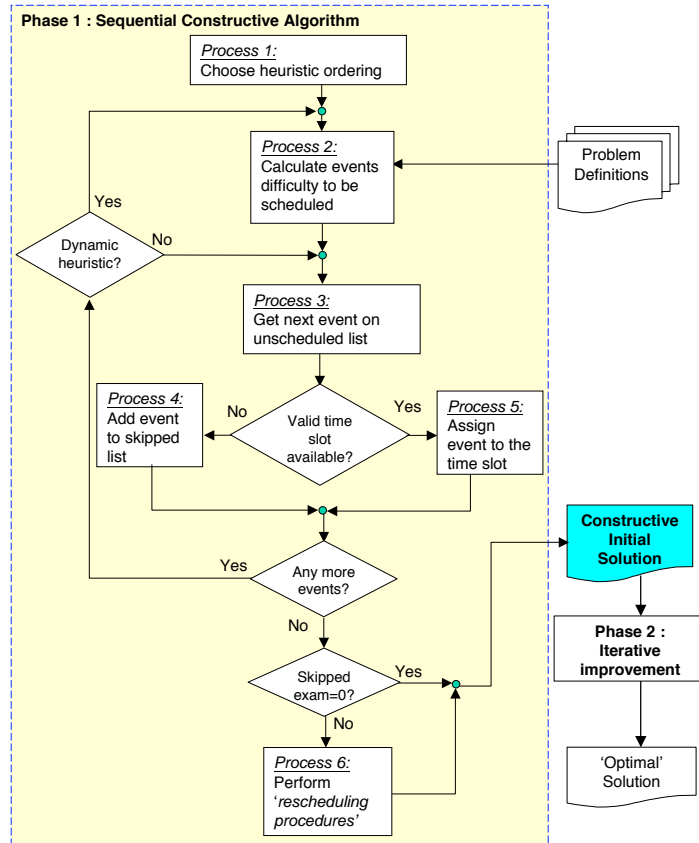 Phase 1 : Sequential Constructive Algorithm
Process 1:
Choose heuristic ordering
Process 2:
Calculate events
difficulty to be
scheduled
Problem
Definitions
Yes
Dynamic
heuristic?
No
Process 3:
Get next event on
unscheduled list
Process 4:
Add event
to skipped
list
No
Valid time
slot
available?
Yes
Process 5:
Assign
event to the
time slot
Constructive
Initial
Solution
Yes
Any more
events?
No
Phase 2 :
Iterative
improvement
Skipped
exam=0?
Yes
No
Process 6:
Perform
‘rescheduling
procedures’
‘Optimal’
Solution